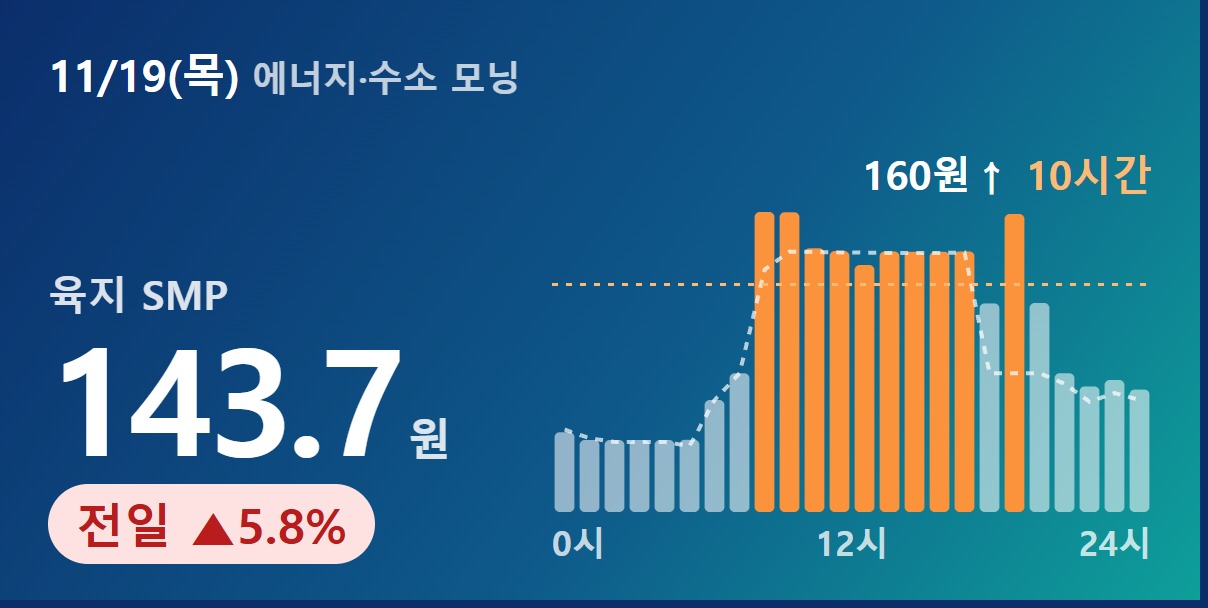 11/19(목) 에너지·수소 모닝
160원 ↑ 10시간
육지 SMP
143.7원
전일 ▲5.8%
0시 12시 24시